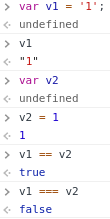 var v1 = '1';
undefined
v1
"1"
var v2
undefined
v2 = 1
1
v1 == v2
true
v1 === v2
false